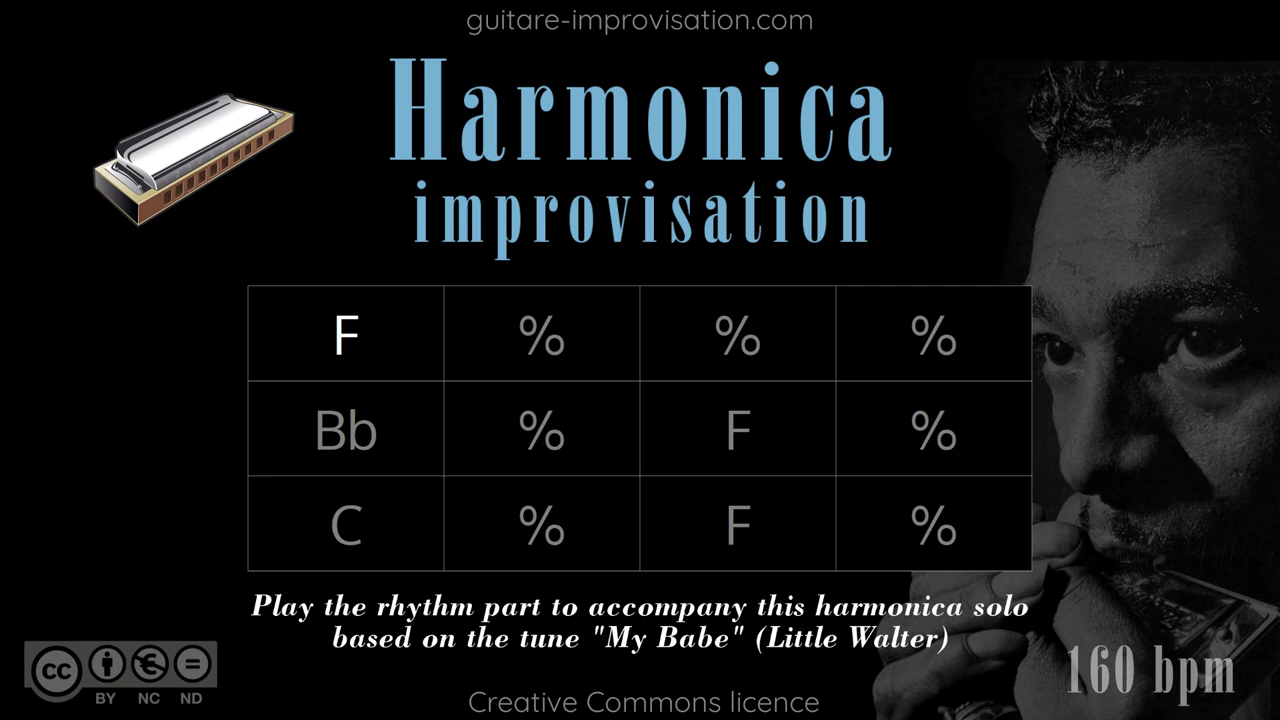 guitare-improvisation.com
Harmonica
improvisation
F % % %
Bb % F %
C % F %
Play the rhythm part to accompany this harmonica solo
based on the tune "My Babe" (Little Walter)
160 bpm
cc
BY NC ND
Creative Commons licence